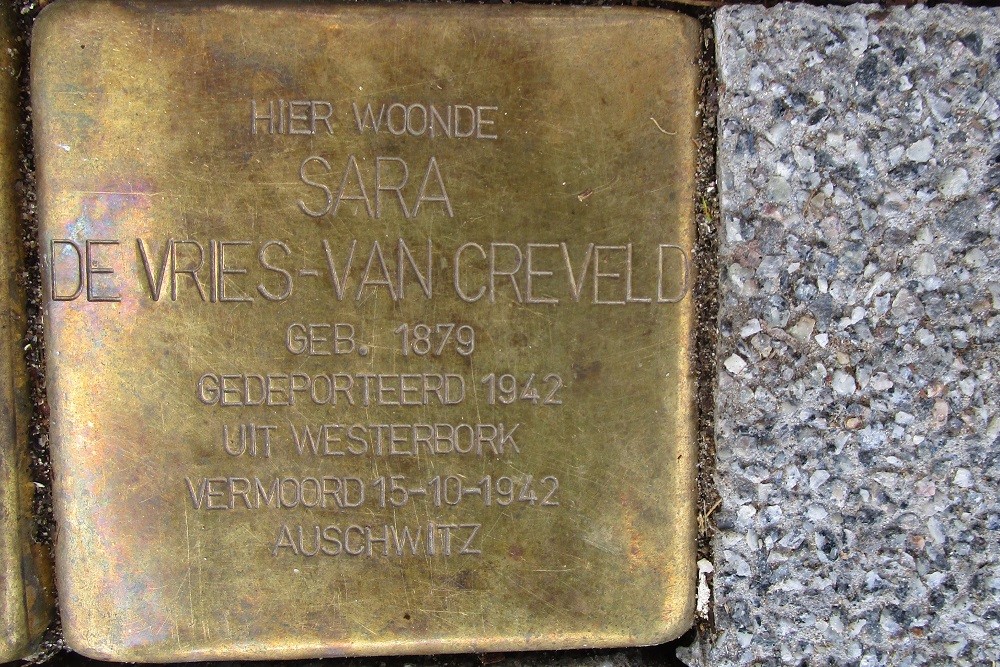 HIER WOONDE
SARA
DE VRIES-VAN CREVELD
GEB. 1879
GEDEPORTEERD 1942
UIT WESTERBORK
VERMOORD 15-10-1942
AUSCHWITZ